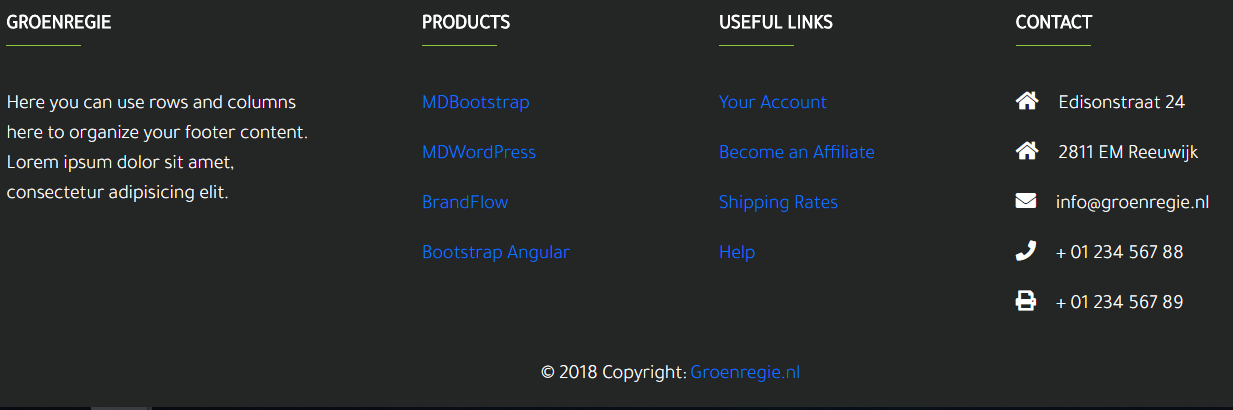 GROENREGIE
Here you can use rows and columns
here to organize your footer content.
Lorem ipsum dolor sit amet,
consectetur adipisicing elit.
PRODUCTS
MDBootstrap
MDWordPress
BrandFlow
Bootstrap Angular
USEFUL LINKS
Your Account
Become an Affiliate
Shipping Rates
Help
CONTACT
Edisonstraat 24
2811 EM Reeuwijk
info@groenregie.nl
+ 01 234 567 88
+ 01 234 567 89
© 2018 Copyright: Groenregie.nl